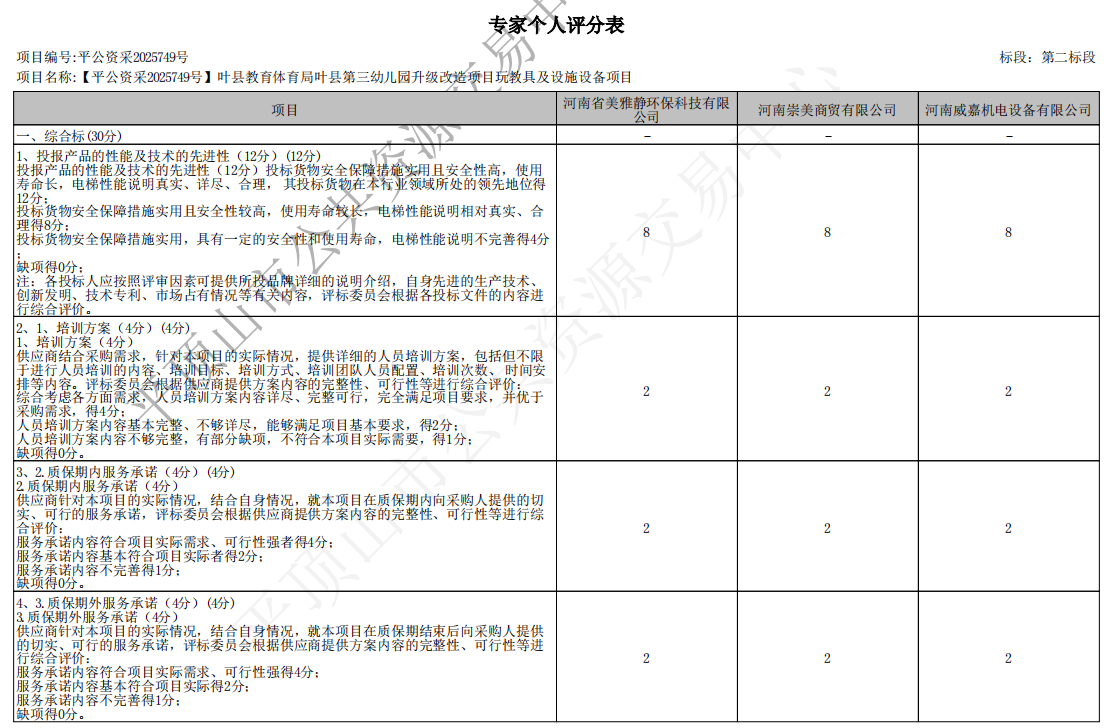 专家个人评分表
项目编号:平公资采2025749号
标段：第二标段
项目名称:【平公资采2025749号】叶县教育体育局叶县第三幼儿园升级改造项目玩教具及设施设备项目
项目
河南省美雅静环保科技有限
公司
河南崇美商贸有限公司
河南威嘉机电设备有限公司
一、综合标(30分)
–
–
–
1、投报产品的性能及技术的先进性（12分）(12分)
投报产品的性能及技术的先进性（12分）投标货物安全保障措施实用且安全性高，使用
寿命长，电梯性能说明真实、详尽、合理， 其投标货物在本行业领域所处的领先地位得
12分；
投标货物安全保障措施实用且安全性较高，使用寿命较长，电梯性能说明相对真实、合
理得8分；
投标货物安全保障措施实用，具有一定的安全性和使用寿命，电梯性能说明不完善得4分
；
缺项得0分；
注：各投标人应按照评审因素可提供所投品牌详细的说明介绍，自身先进的生产技术、
创新发明、技术专利、市场占有情况等有关内容，评标委员会根据各投标文件的内容进
行综合评价。
8
8
8
2、1、培训方案（4分）(4分)
1、培训方案（4分）
供应商结合采购需求，针对本项目的实际情况，提供详细的人员培训方案，包括但不限
于进行人员培训的内容、培训目标、培训方式、培训团队人员配置、培训次数、时间安
排等内容。评标委员会根据供应商提供方案内容的完整性、可行性等进行综合评价：
综合考虑各方面需求，人员培训方案内容详尽、完整可行，完全满足项目要求，并优于
采购需求，得4分；
人员培训方案内容基本完整、不够详尽，能够满足项目基本要求，得2分；
人员培训方案内容不够完整，有部分缺项，不符合本项目实际需要，得1分；
缺项得0分。
2
2
2
3、2.质保期内服务承诺（4分）(4分)
2.质保期内服务承诺（4分）
供应商针对本项目的实际情况，结合自身情况，就本项目在质保期内向采购人提供的切
实、可行的服务承诺，评标委员会根据供应商提供方案内容的完整性、可行性等进行综
合评价：
服务承诺内容符合项目实际需求、可行性强者得4分；
服务承诺内容基本符合项目实际者得2分；
服务承诺内容不完善得1分；
缺项得0分。
2
2
2
4、3.质保期外服务承诺（4分）(4分)
3.质保期外服务承诺（4分）
供应商针对本项目的实际情况，结合自身情况，就本项目在质保期结束后向采购人提供
的切实、可行的服务承诺，评标委员会根据供应商提供方案内容的完整性、可行性等进
行综合评价：
服务承诺内容符合项目实际需求、可行性强得4分；
服务承诺内容基本符合项目实际得2分；
服务承诺内容不完善得1分；
缺项得0分。
2
2
2
平顶山市公共资源交易中
平顶山市公共资源交易中心